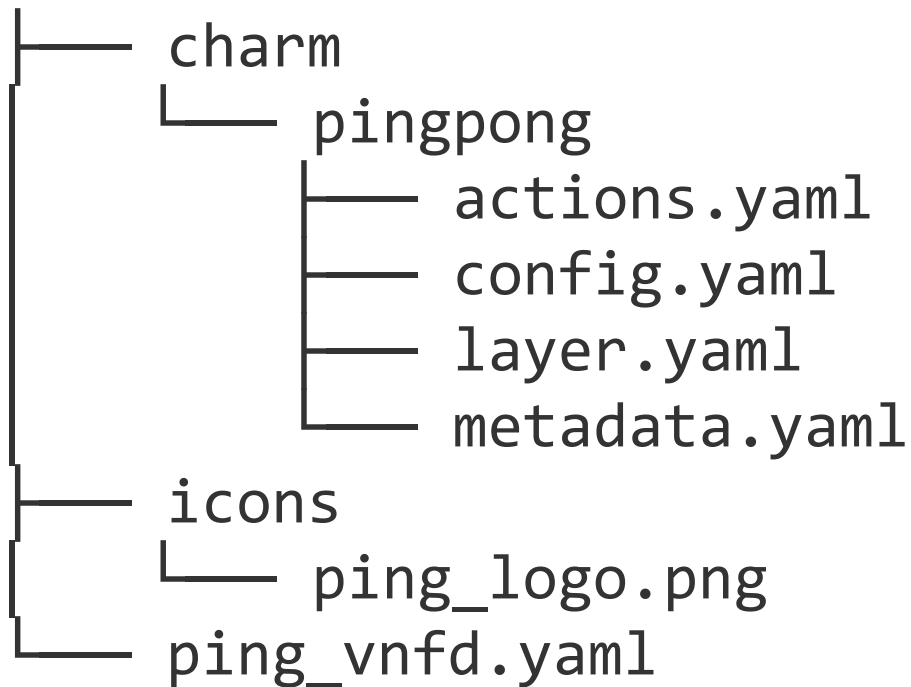 charm
pingpong
actions.yaml
config.yaml
layer.yaml
metadata.yaml
icons
ping_logo.png
ping_vnfd.yaml